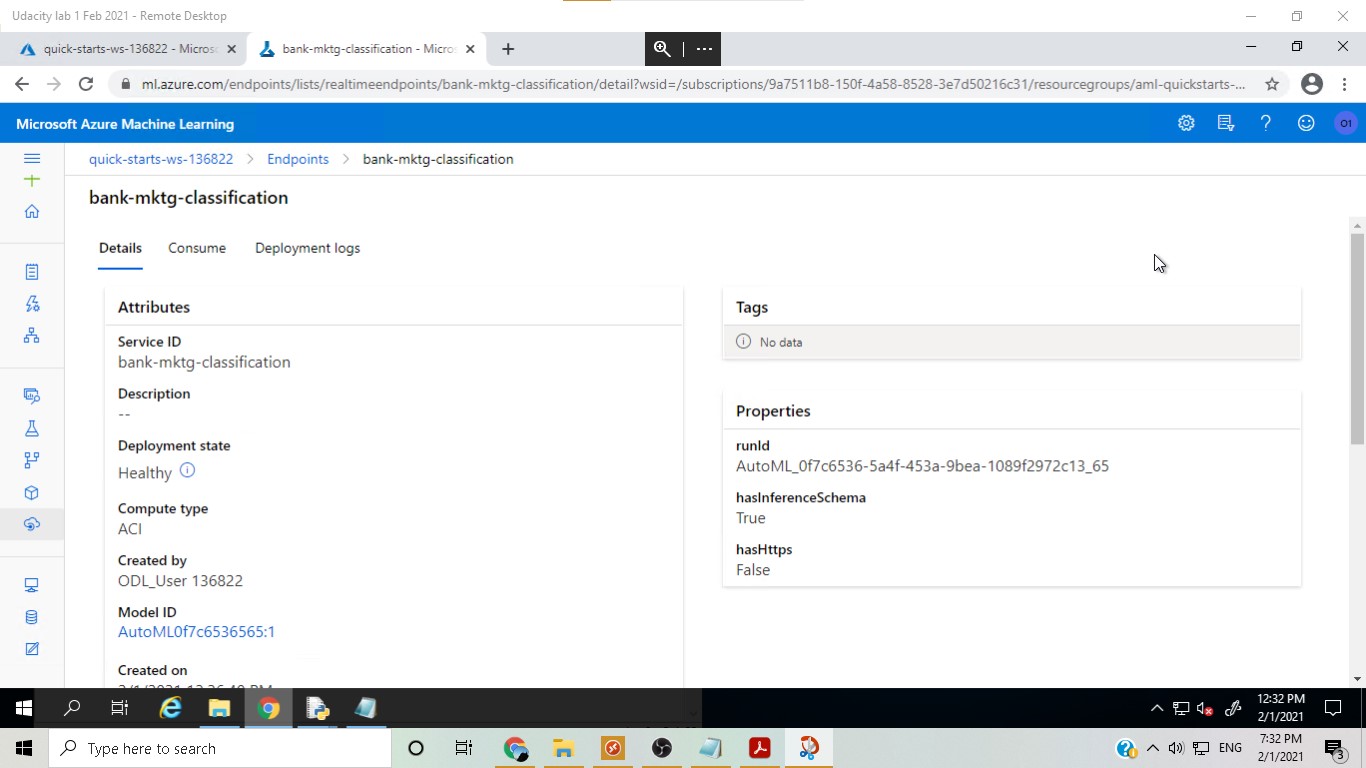 Udacity lab 1 Feb 2021 - Remote Desktop
quick-starts-ws-136822 - Micros
bank-mktg-classification - Micros
ml.azure.com/endpoints/lists/realtimeendpoints/bank-mktg-classification/detail?wsid=/subscriptions/9a7511b8-150f-4a58-8528-3e7d50216c31/resourcegroups/aml-quickstarts-...
Microsoft Azure Machine Learning
O1
quick-starts-ws-136822 > Endpoints > bank-mktg-classification
bank-mktg-classification
Details Consume Deployment logs
Attributes
Service ID
bank-mktg-classification
Description
--
Deployment state
Healthy
Compute type
ACI
Created by
ODL_User 136822
Model ID
AutoML0f7c6536565:1
Created on
Tags
No data
Properties
runId
AutoML_0f7c6536-5a4f-453a-9bea-1089f2972c13_65
hasInferenceSchema
True
hasHttps
False
12:32 PM
2/1/2021
Type here to search
ENG
7:32 PM
2/1/2021
3